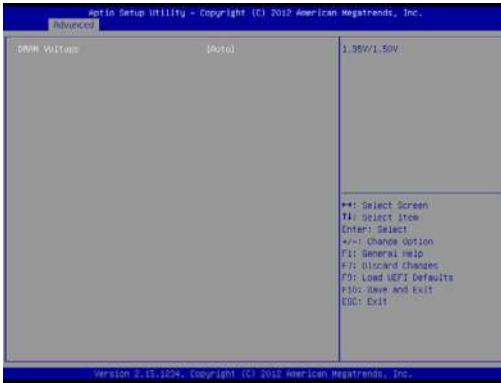 Aptio Setup Utility - Copyright (C) 2012 American Megatrends, Inc.
Advanced
DRAM Voltage [Auto]
1.35V/1.50V
→←: Select Screen
↑↓: Select Item
Enter: Select
+/-: Change Option
F1: General Help
F7: Discard Changes
F9: Load UEFI Defaults
F10: Save and Exit
ESC: Exit
Version 2.15.1234. Copyright (C) 2012 American Megatrends, Inc.